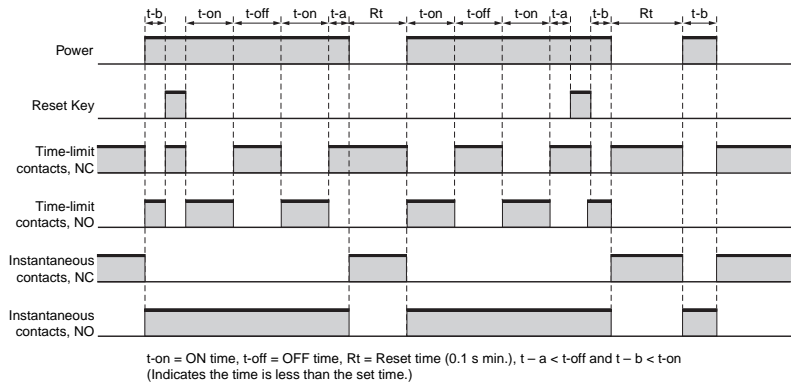 t-b t-on t-off t-on t-a Rt t-on t-off t-on t-a t-b Rt t-b
Power
Reset Key
Time-limit
contacts, NC
Time-limit
contacts, NO
Instantaneous
contacts, NC
Instantaneous
contacts, NO
t-on = ON time, t-off = OFF time, Rt = Reset time (0.1 s min.), t – a < t-off and t – b < t-on
(Indicates the time is less than the set time.)